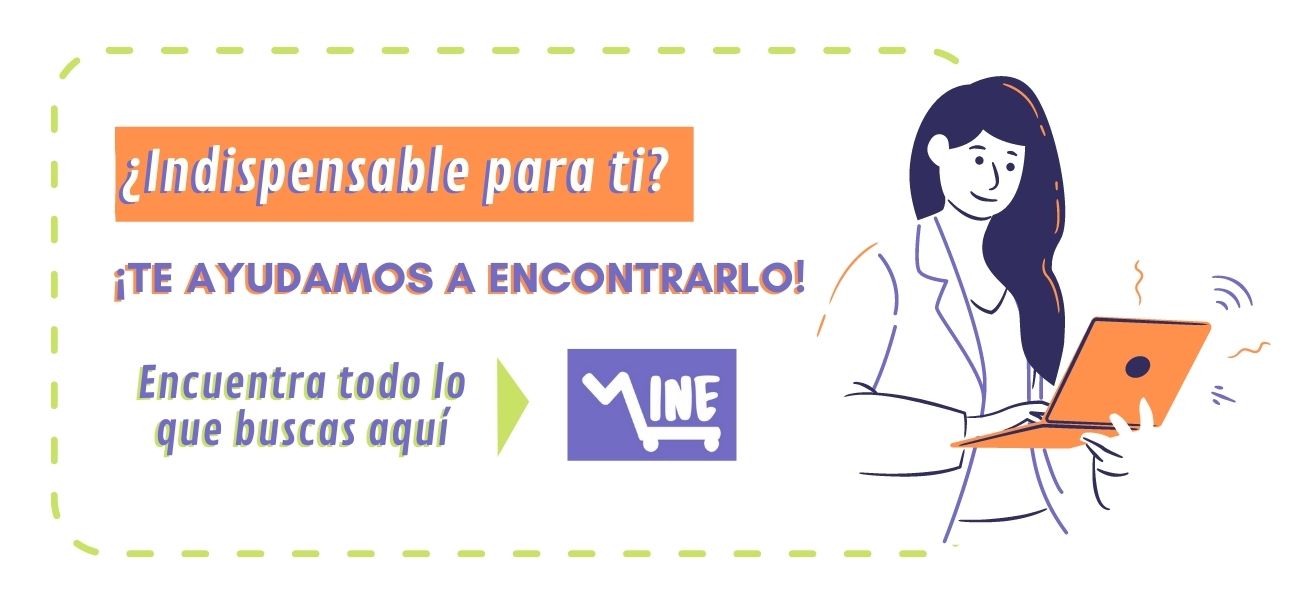 ¿Indispensable para ti?
¡TE AYUDAMOS A ENCONTRARLO!
Encuentra todo lo
que buscas aquí
INE